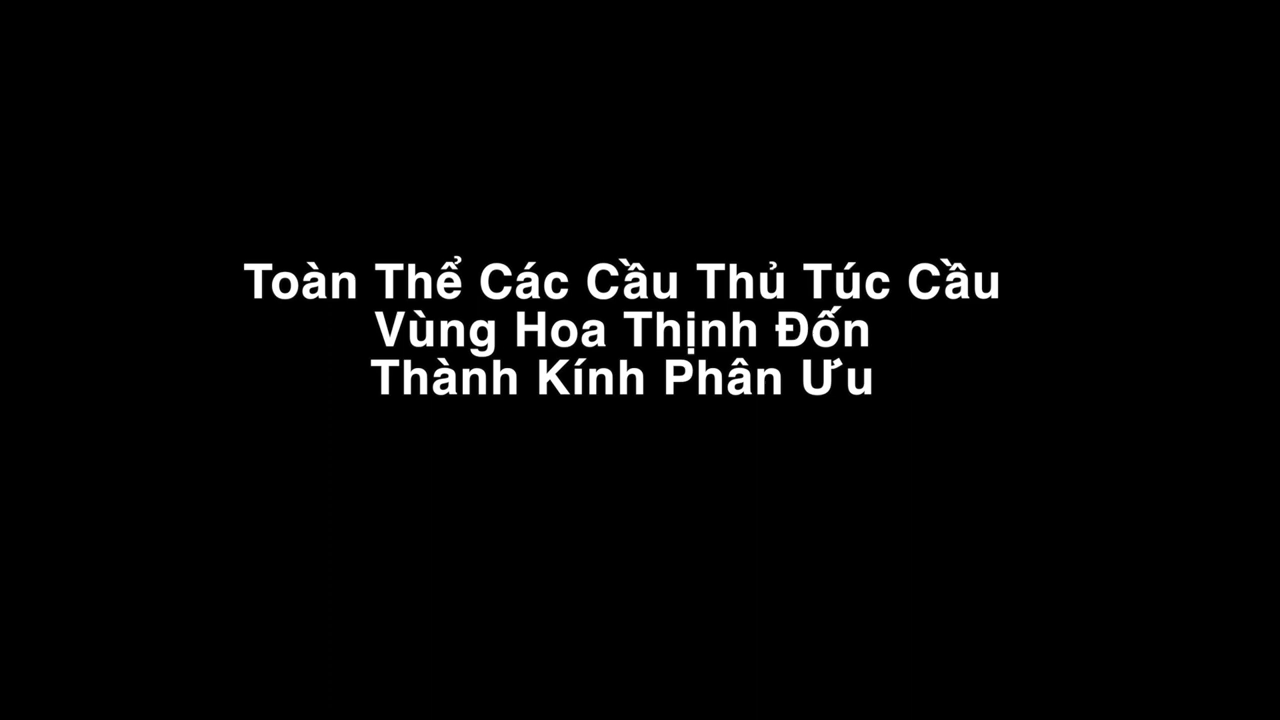 Toàn Thể Các Cầu Thủ Túc Cầu
Vùng Hoa Thịnh Đốn
Thành Kính Phân Ưu